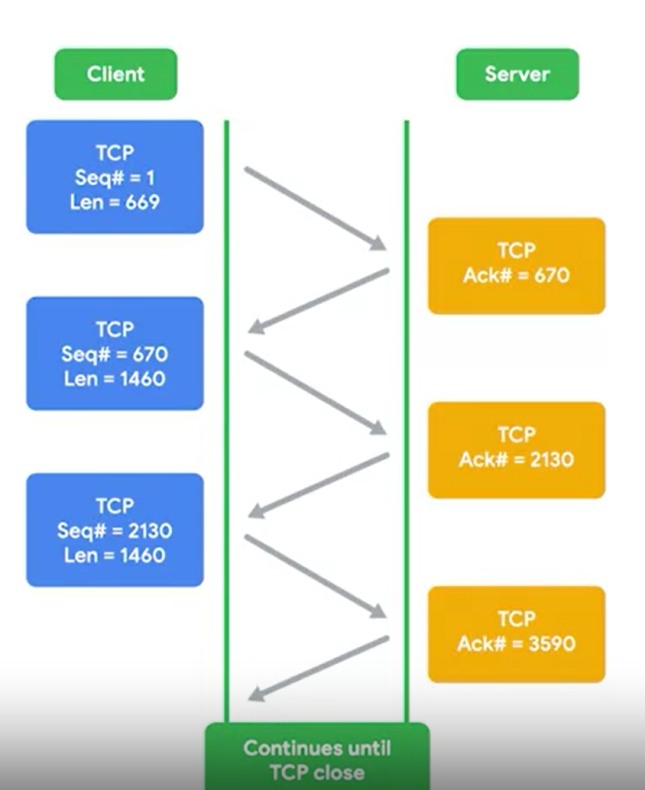 Client
Server
TCP
Seq# = 1
Len = 669
TCP
Ack# = 670
TCP
Seq# = 670
Len = 1460
TCP
Ack# = 2130
TCP
Seq# = 2130
Len = 1460
TCP
Ack# = 3590
Continues until
TCP close